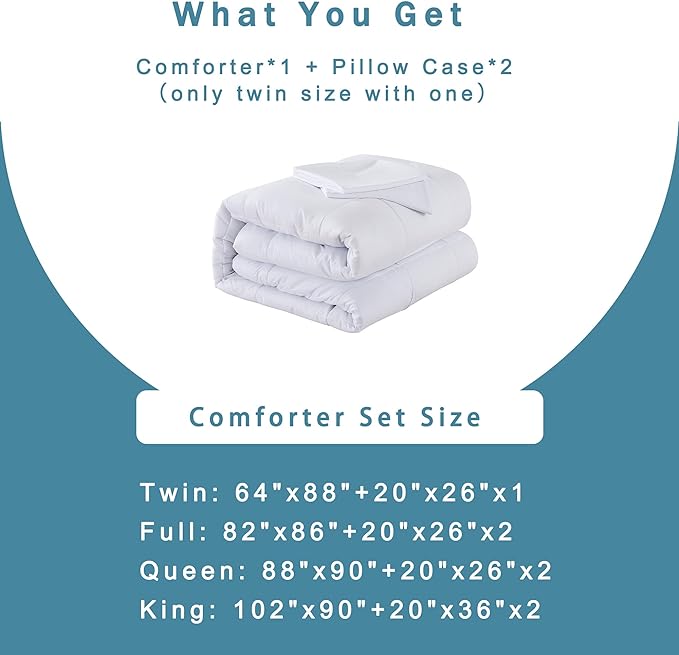 What You Get
Comforter*1 + Pillow Case*2
（only twin size with one）
Comforter Set Size
Twin: 64"x88"+20"x26"x1
Full: 82"x86"+20"x26"x2
Queen: 88"x90"+20"x26"x2
King: 102"x90"+20"x36"x2